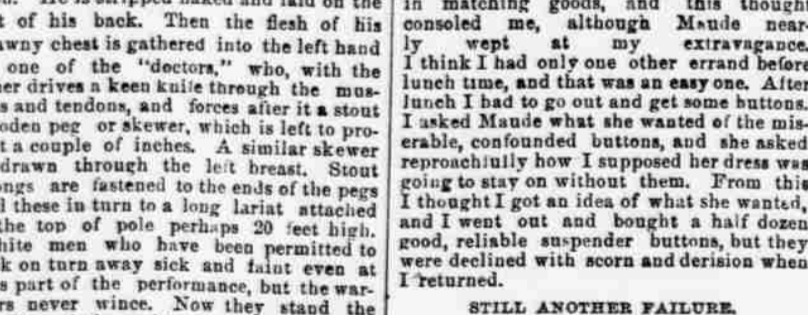 t of his back. Then the flesh of his
awny chest is gathered into the left hand
one of the "doctors," who, with the
her drives a keen knife through the mus-
s and tendons, and forces after it a stout
oden peg or skewer, which is left to pro-
t a couple of inches. A similar skewer
drawn through the left breast. Stout
ongs are fastened to the ends of the pegs
l these in turn to a long lariat attached
the top of pole perhaps 20 feet high.
hite men who have been permitted to
k on turn away sick and faint even at
s part of the performance, but the war-
rs never wince. Now they stand the
in matching goods, and this thought
consoled me, although Maude near
ly wept at my extravagance
I think I had only one other errand before
lunch time, and that was an easy one. After
lunch I had to go out and get some buttons
I asked Maude what she wanted of the mis-
erable, confounded buttons, and she asked
reproachfully how I supposed her dress was
going to stay on without them. From this
I thought I got an idea of what she wanted,
and I went out and bought a half dozen
good, reliable suspender buttons, but they
were declined with scorn and derision when
I returned.
STILL ANOTHER FAILURE.